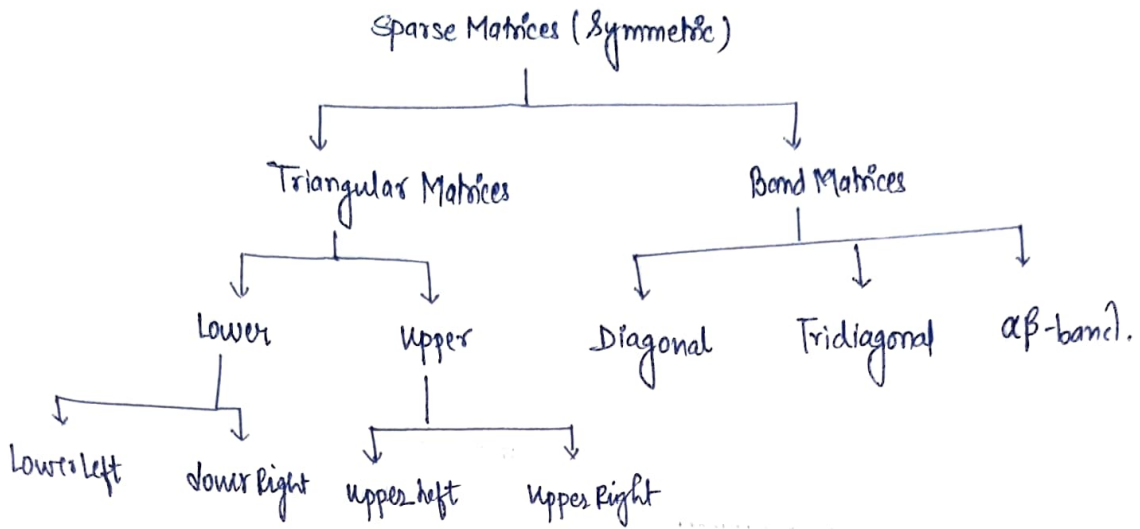 Sparse Matrices (Symmetric)
Triangular Matrices
Band Matrices
Lower
Upper
Diagonal
Tridiagonal
αβ-band.
Lower Left
Lower Right
Upper Left
Upper Right